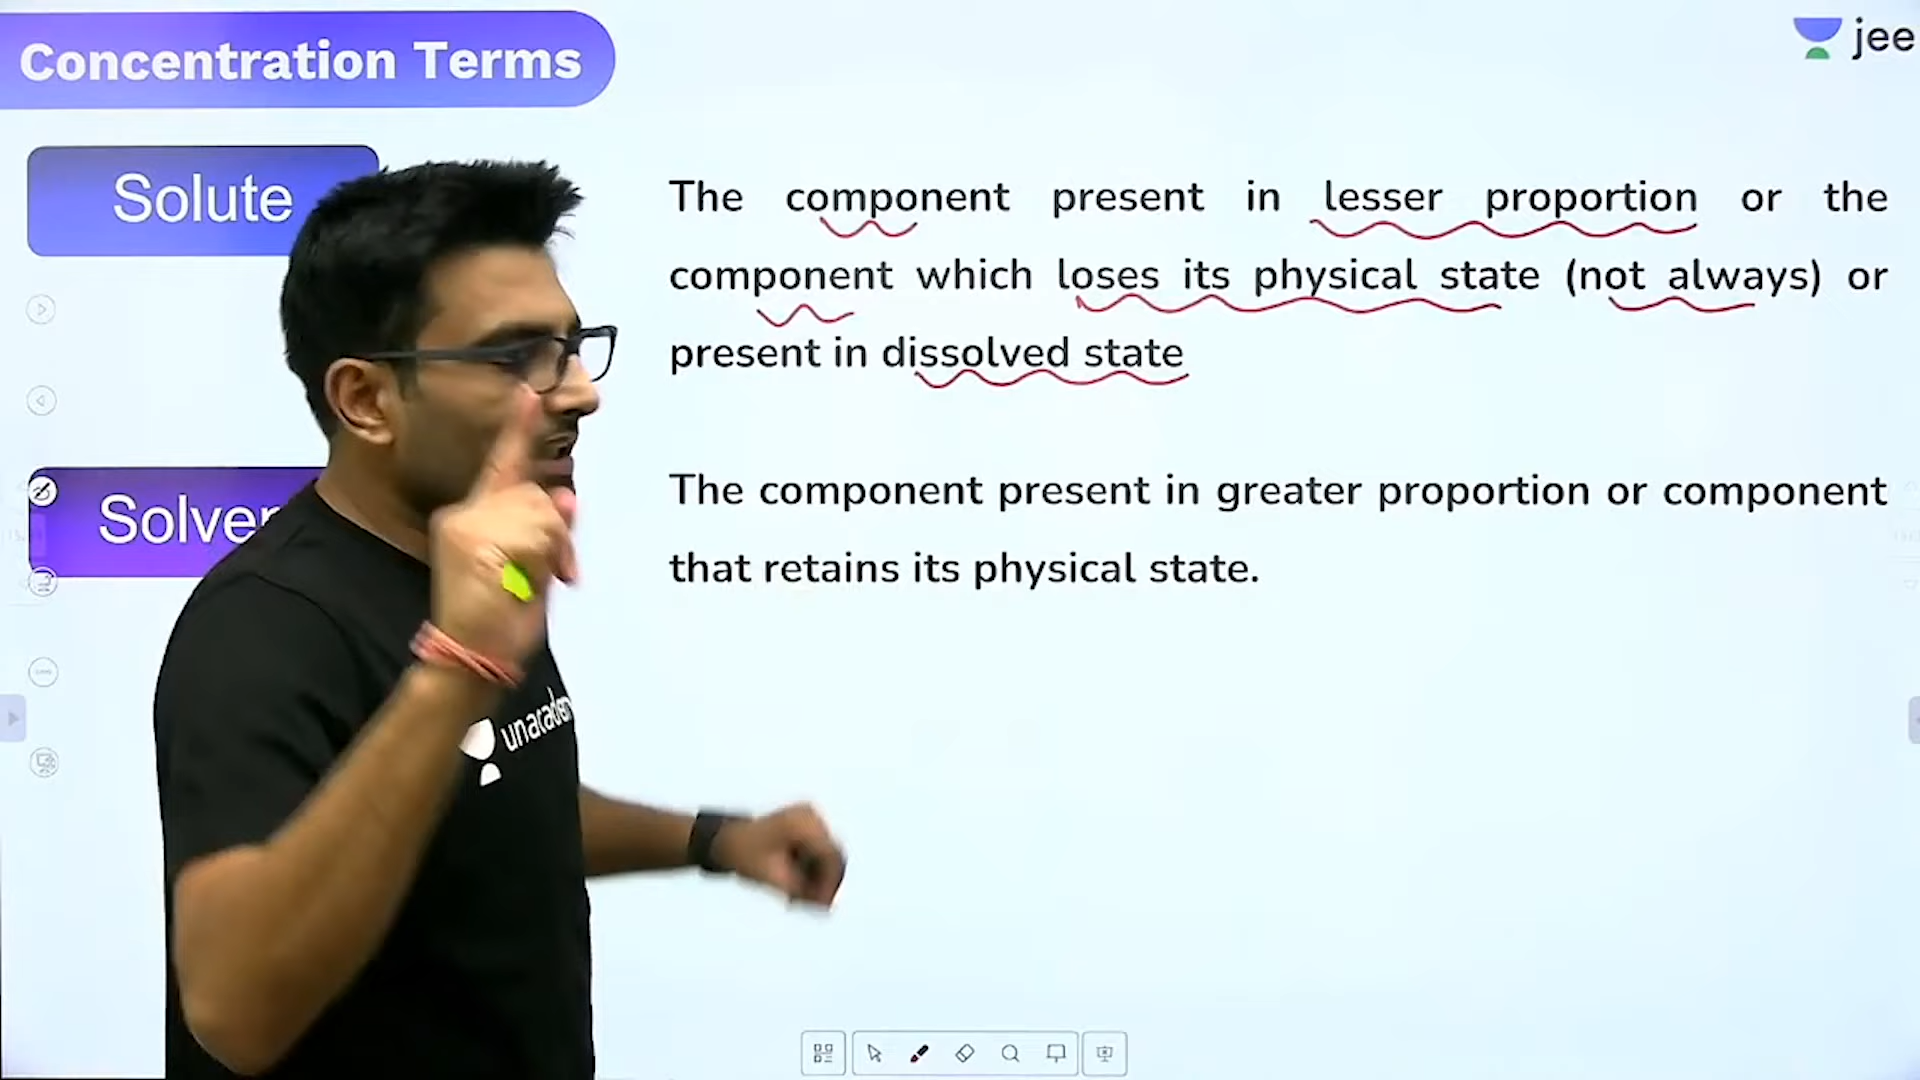 Concentration Terms
jee
Solute
The component present in lesser proportion or the
component which loses its physical state (not always) or
present in dissolved state
The component present in greater proportion or component
that retains its physical state.